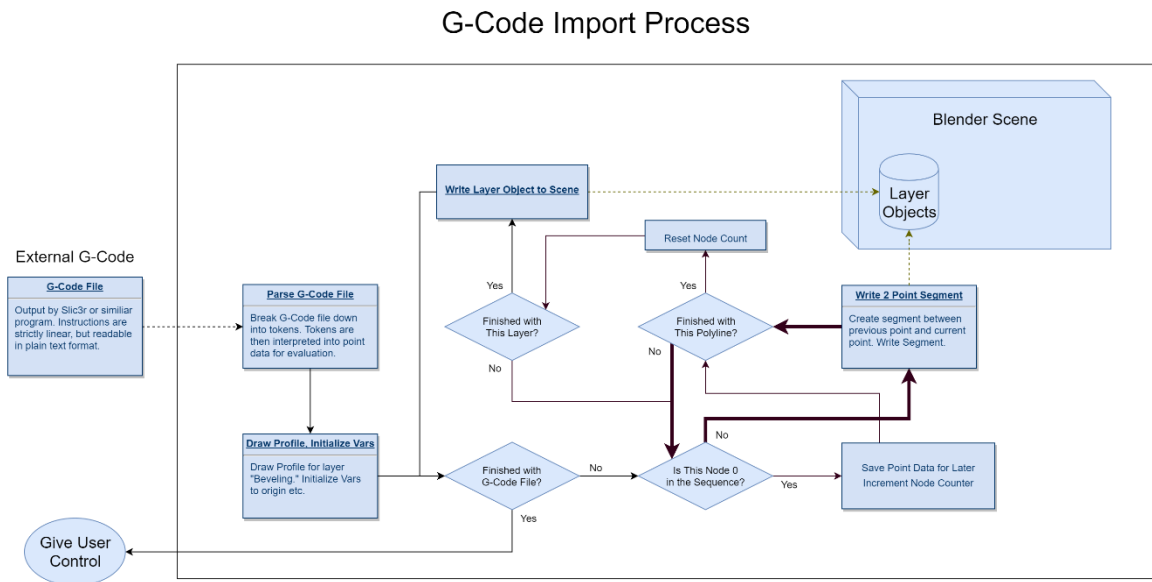 G-Code Import Process
Blender Scene
Layer
Objects
Write Layer Object to Scene
Reset Node Count
External G-Code
G-Code File
Output by Slic3r or similiar
program. Instructions are
strictly linear, but readable
in plain text format.
Parse G-Code File
Break G-Code file down
into tokens. Tokens are
then interpreted into point
data for evaluation.
Yes
Finished with
This Layer?
No
Yes
Finished with
This Polyline?
No
Write 2 Point Segment
Create segment between
previous point and current
point. Write Segment.
Draw Profile, Initialize Vars
Draw Profile for layer
"Beveling." Initialize Vars
to origin etc.
Finished with
G-Code File?
No
Yes
Is This Node 0
in the Sequence?
No
Yes
Save Point Data for Later
Increment Node Counter
Give User
Control